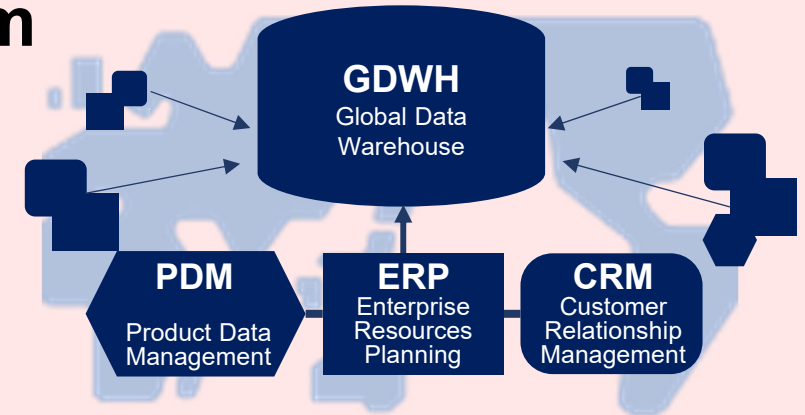 m
GDWH
Global Data
Warehouse
PDM
Product Data
Management
ERP
Enterprise
Resources
Planning
CRM
Customer
Relationship
Management